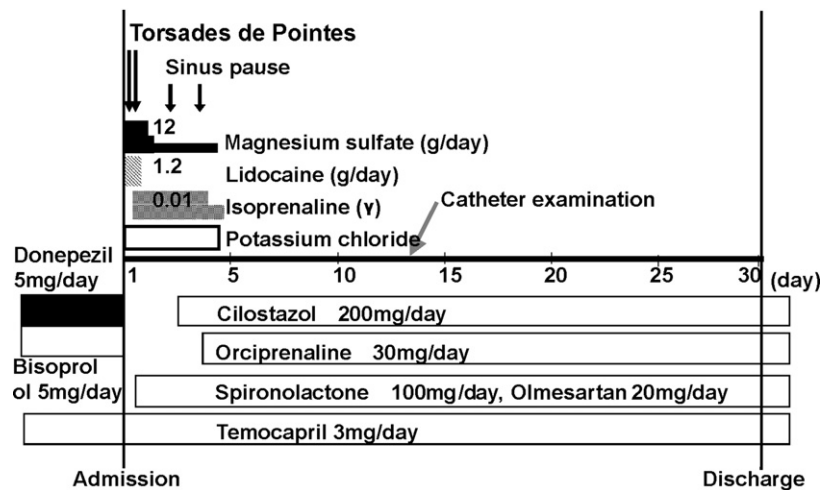 Torsades de Pointes
Sinus pause
12
Magnesium sulfate (g/day)
1.2
Lidocaine (g/day)
0.01
Isoprenaline (γ)
Catheter examination
Potassium chloride
Donepezil
5mg/day
1 5 10 15 20 25 30 (day)
Cilostazol 200mg/day
Orciprenaline 30mg/day
Bisoprol
ol 5mg/day
Spironolactone 100mg/day, Olmesartan 20mg/day
Temocapril 3mg/day
Admission Discharge